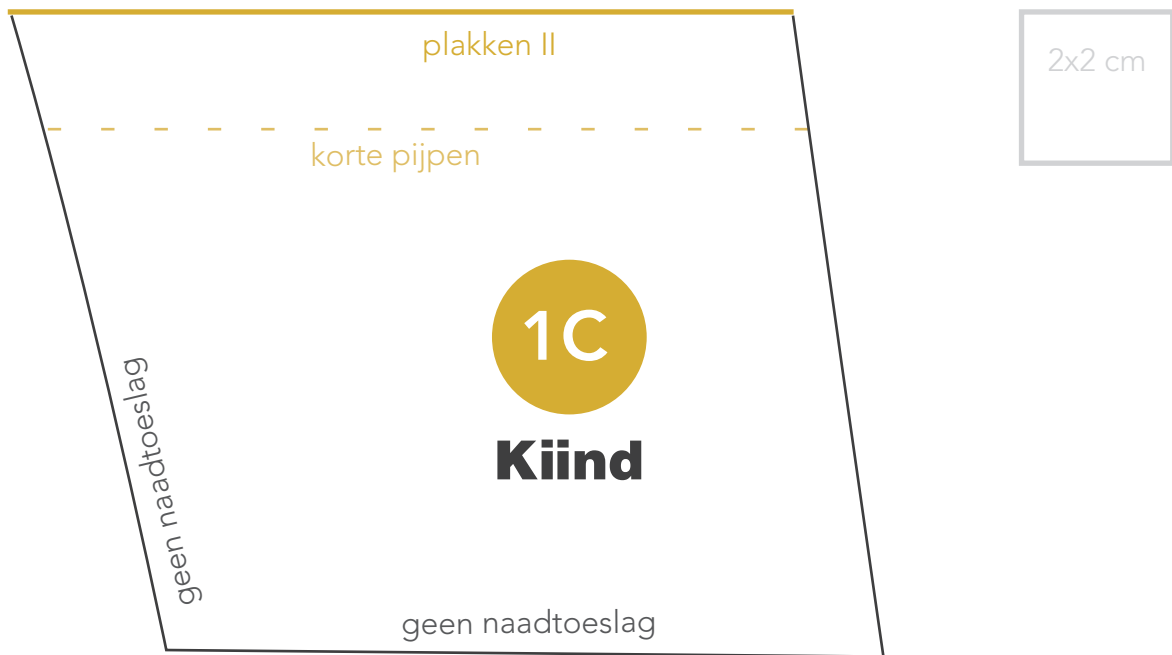 plakken II
2x2 cm
korte pijpen
1C
Kiind
geen naadtoeslag
geen naadtoeslag